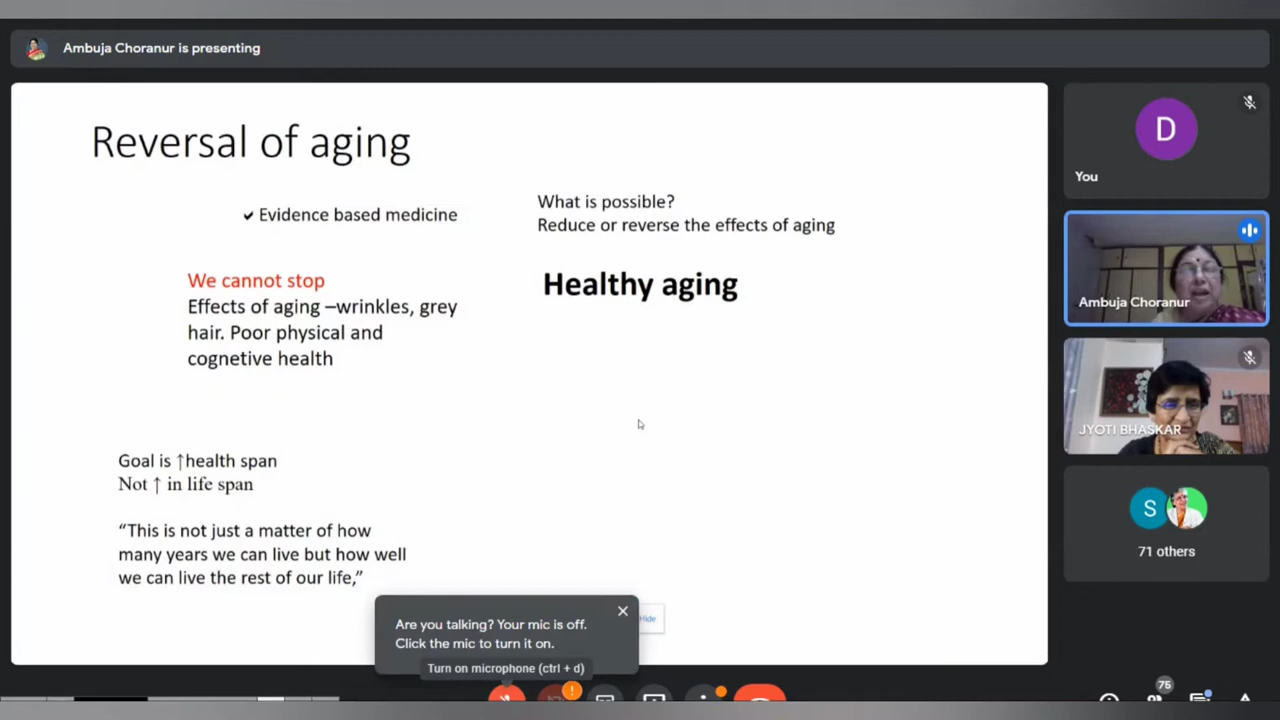 Ambuja Choranur is presenting
Reversal of aging
✔ Evidence based medicine
We cannot stop
Effects of aging –wrinkles, grey
hair. Poor physical and
cognetive health
What is possible?
Reduce or reverse the effects of aging
Healthy aging
Goal is ↑health span
Not ↑ in life span
“This is not just a matter of how
many years we can live but how well
we can live the rest of our life,”
Are you talking? Your mic is off.
Click the mic to turn it on.
Hide
Turn on microphone (ctrl + d)
D
You
Ambuja Choranur
JYOTI BHASKAR
S
71 others
75